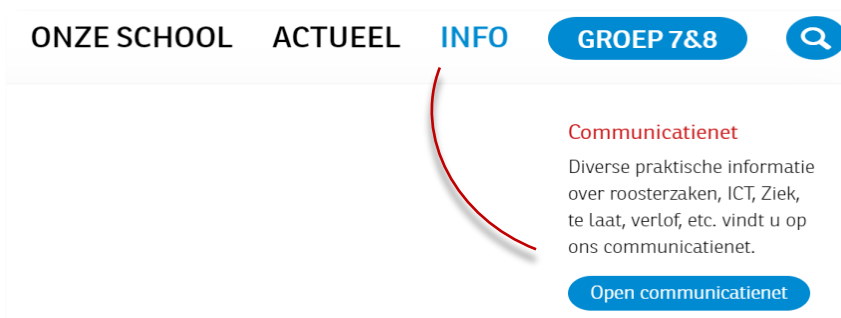 ONZE SCHOOL ACTUEEL INFO GROEP 7&8
Communicatienet
Diverse praktische informatie
over roosterzaken, ICT, Ziek,
te laat, verlof, etc. vindt u op
ons communicatienet.
Open communicatienet